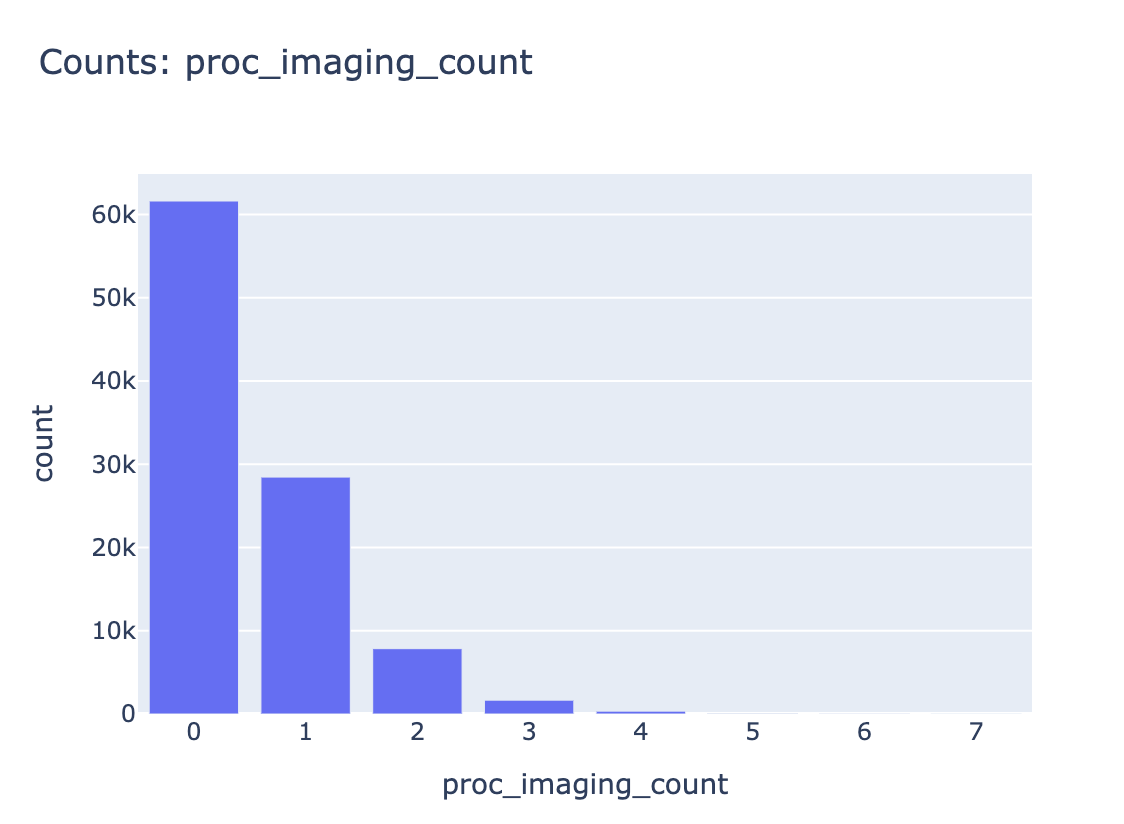 Counts: proc_imaging_count
60k
50k
40k
30k
20k
10k
0
count
0 1 2 3 4 5 6 7
proc_imaging_count